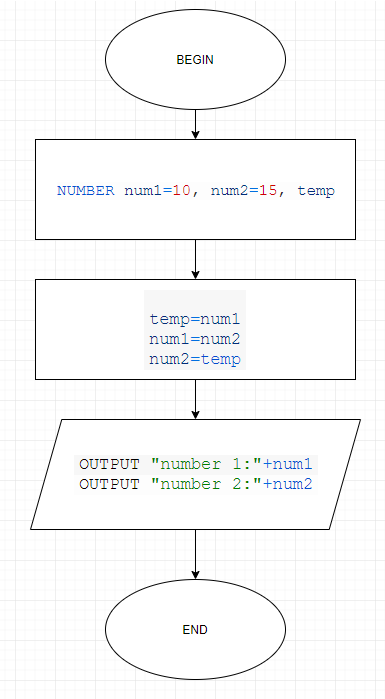 BEGIN
NUMBER num1=10, num2=15, temp
temp=num1
num1=num2
num2=temp
OUTPUT "number 1:"+num1
OUTPUT "number 2:"+num2
END